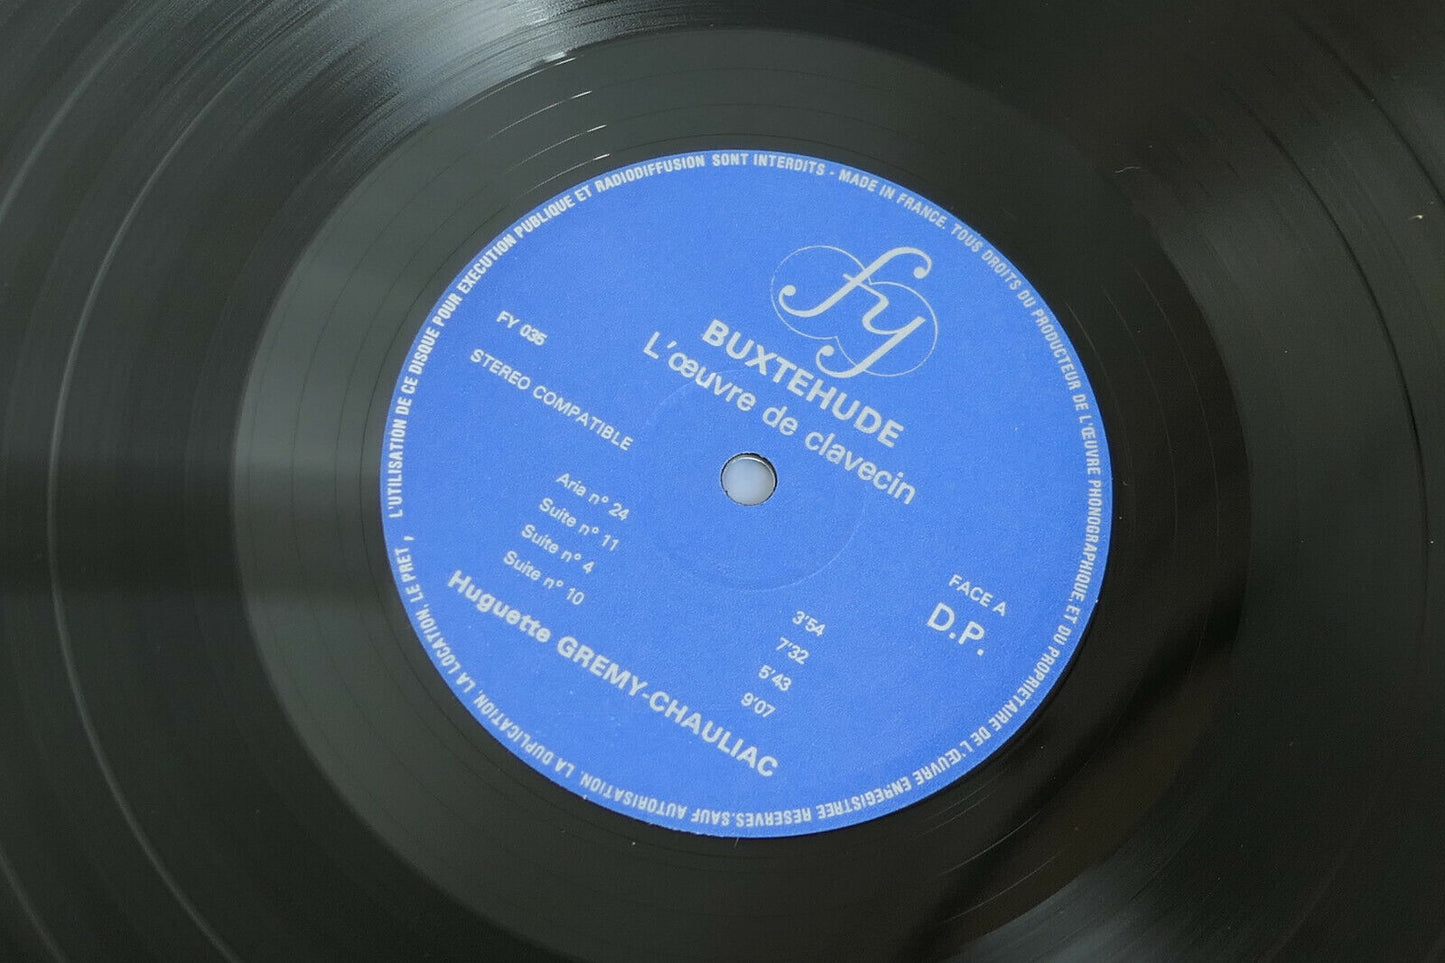 L'UTILISATION DE CE DISQUE POUR EXECUTION PUBLIQUE ET RADIODIFFUSION SONT INTERDITS - MADE IN FRANCE. TOUS DROITS DU PRODUCTEUR DE L'ŒUVRE PHONOGRAPHIQUE.ET DU PROPRIETAIRE DE L'ŒUVRE ENREGISTREE RESERVES.SAUF AUTORISATION. LA DUPLICATION. LA LOCATION. LE PRET ,
fy
BUXTEHUDE
L'œuvre de clavecin
FY 035
STEREO COMPATIBLE
FACE A
D.P.
Aria n° 24 3'54
Suite n° 11 7'32
Suite n° 4 5'43
Suite n° 10 9'07
Huguette GREMY-CHAULIAC